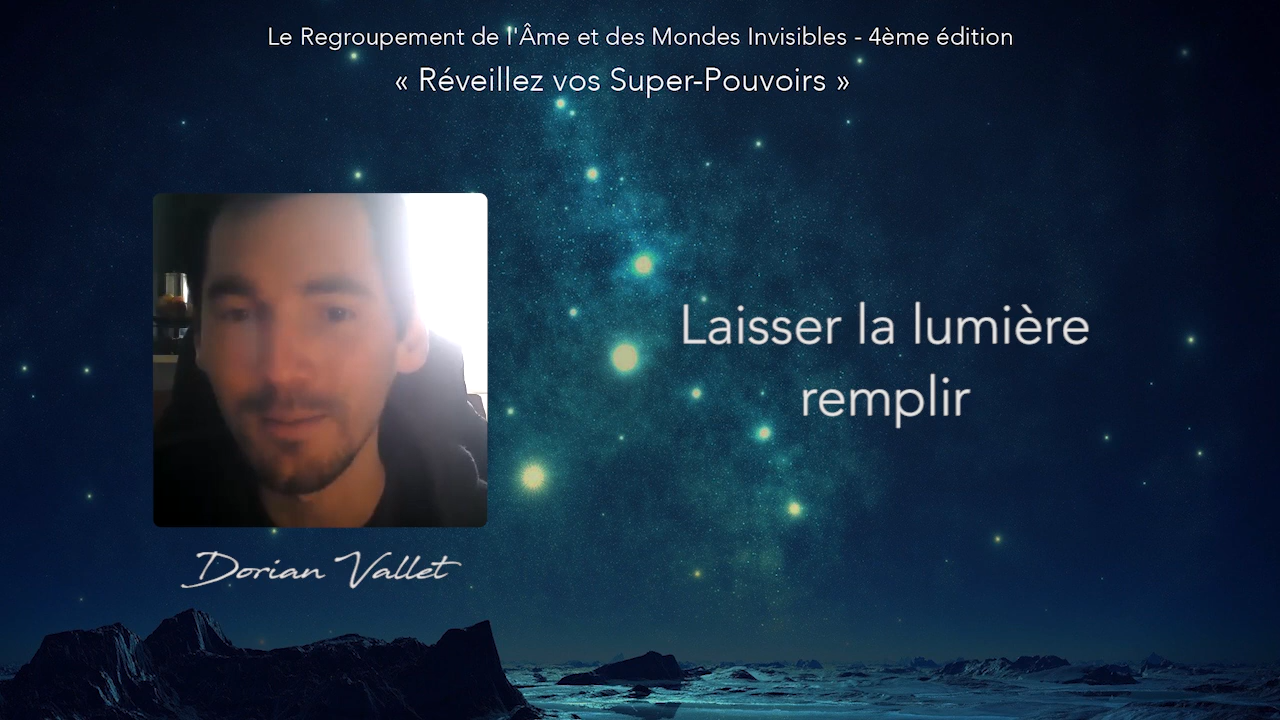 Le Regroupement de l'Âme et des Mondes Invisibles - 4ème édition
« Réveillez vos Super-Pouvoirs »
Laisser la lumière
remplir
Dorian Vallet